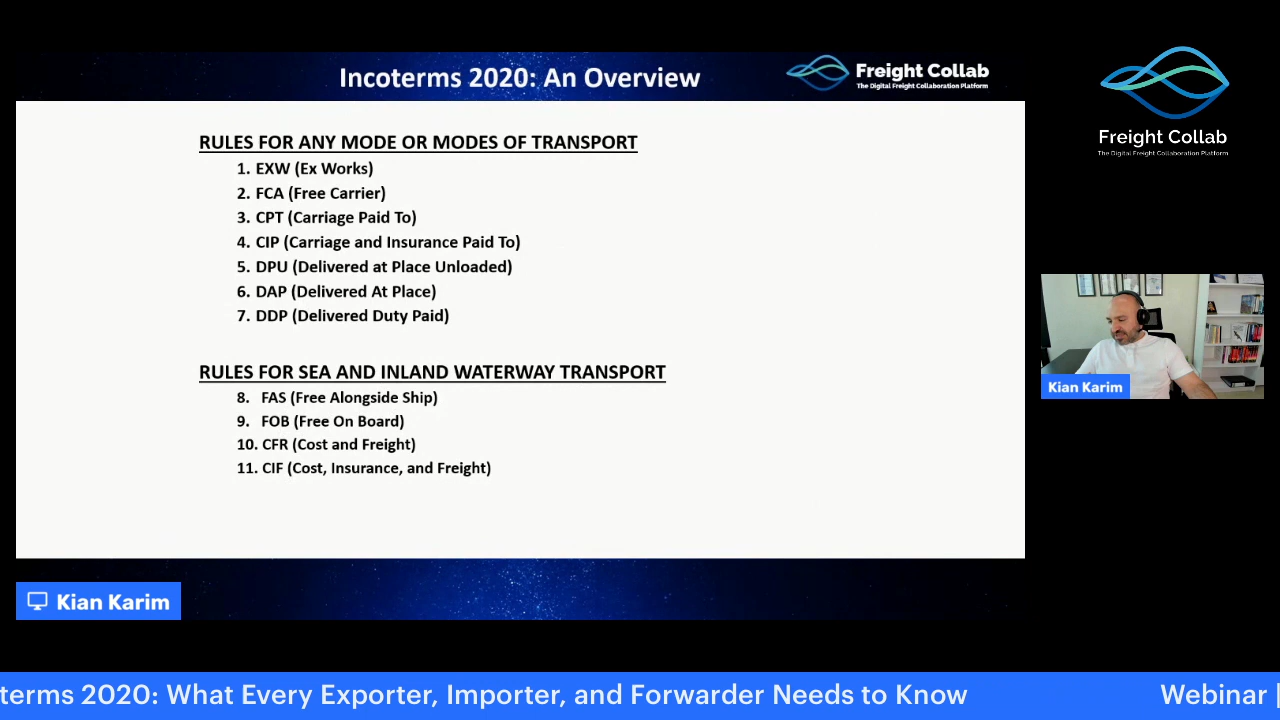 Incoterms 2020: An Overview
Freight Collab
The Digital Freight Collaboration Platform
Freight Collab
The Digital Freight Collaboration Platform
RULES FOR ANY MODE OR MODES OF TRANSPORT
1. EXW (Ex Works)
2. FCA (Free Carrier)
3. CPT (Carriage Paid To)
4. CIP (Carriage and Insurance Paid To)
5. DPU (Delivered at Place Unloaded)
6. DAP (Delivered At Place)
7. DDP (Delivered Duty Paid)
RULES FOR SEA AND INLAND WATERWAY TRANSPORT
8. FAS (Free Alongside Ship)
9. FOB (Free On Board)
10. CFR (Cost and Freight)
11. CIF (Cost, Insurance, and Freight)
Kian Karim
Kian Karim
terms 2020: What Every Exporter, Importer, and Forwarder Needs to Know Webinar